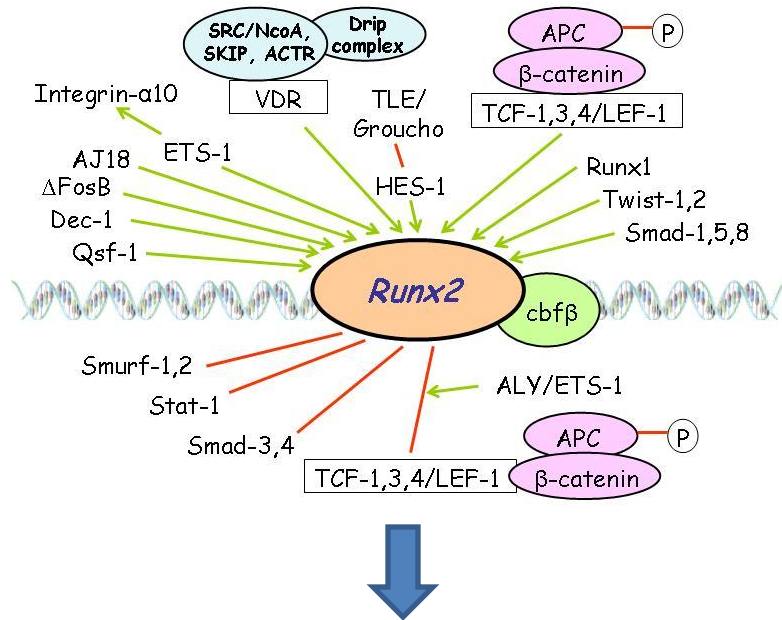 SRC/NcoA,
SKIP, ACTR
Drip
complex
APC
P
β-catenin
Integrin-α10
VDR
TLE/
Groucho
TCF-1,3,4/LEF-1
AJ18
ETS-1
HES-1
Runx1
ΔFosB
Twist-1,2
Dec-1
Smad-1,5,8
Qsf-1
Runx2
cbfβ
Smurf-1,2
Stat-1
ALY/ETS-1
Smad-3,4
APC
P
TCF-1,3,4/LEF-1
β-catenin